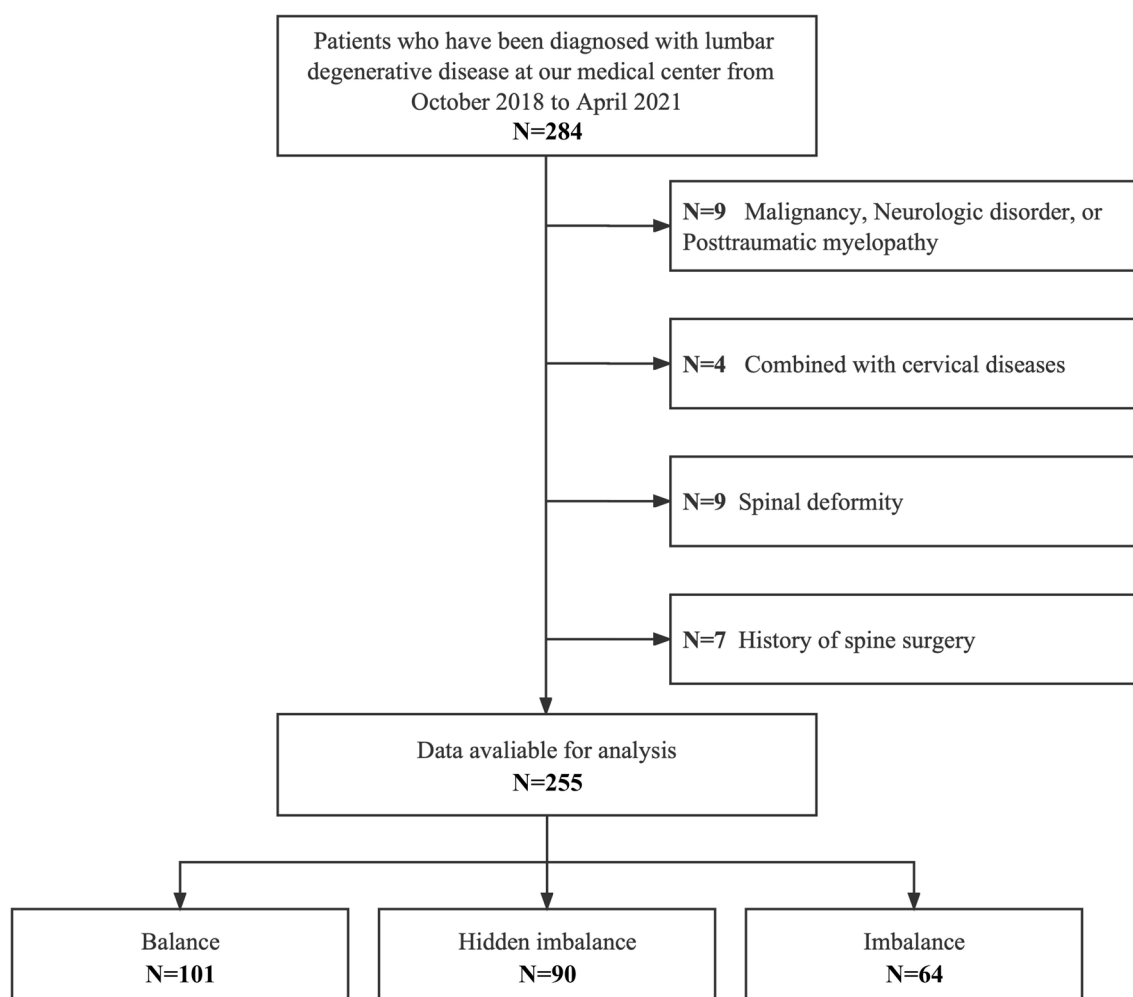 Patients who have been diagnosed with lumbar
degenerative disease at our medical center from
October 2018 to April 2021
N=284
N=9 Malignancy, Neurologic disorder, or
Posttraumatic myelopathy
N=4 Combined with cervical diseases
N=9 Spinal deformity
N=7 History of spine surgery
Data avaliable for analysis
N=255
Balance
N=101
Hidden imbalance
N=90
Imbalance
N=64